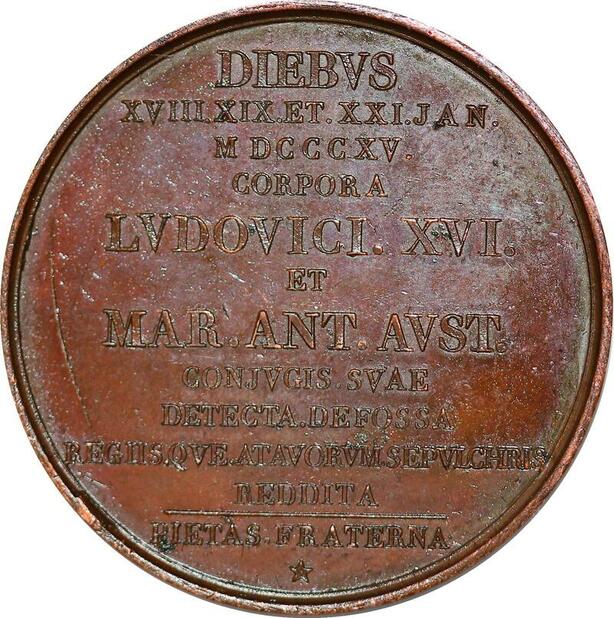 DIEBVS
XVIII.XIX.ET.XXI.JAN.
MDCCCXV.
CORPORA
LVDOVICI. XVI.
ET
MAR. ANT. AVST.
CONJVGIS. SVAE
DETECTA. DEFOSSA
REGIIS.QVE.ATAVORVM.SEPVLCHRIS
REDDITA
PIETAS. FRATERNA